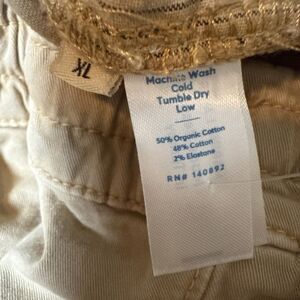 XL
Machine Wash
Cold
Tumble Dry
Low
50% Organic Cotton
48% Cotton
2% Elastane
RN# 140892